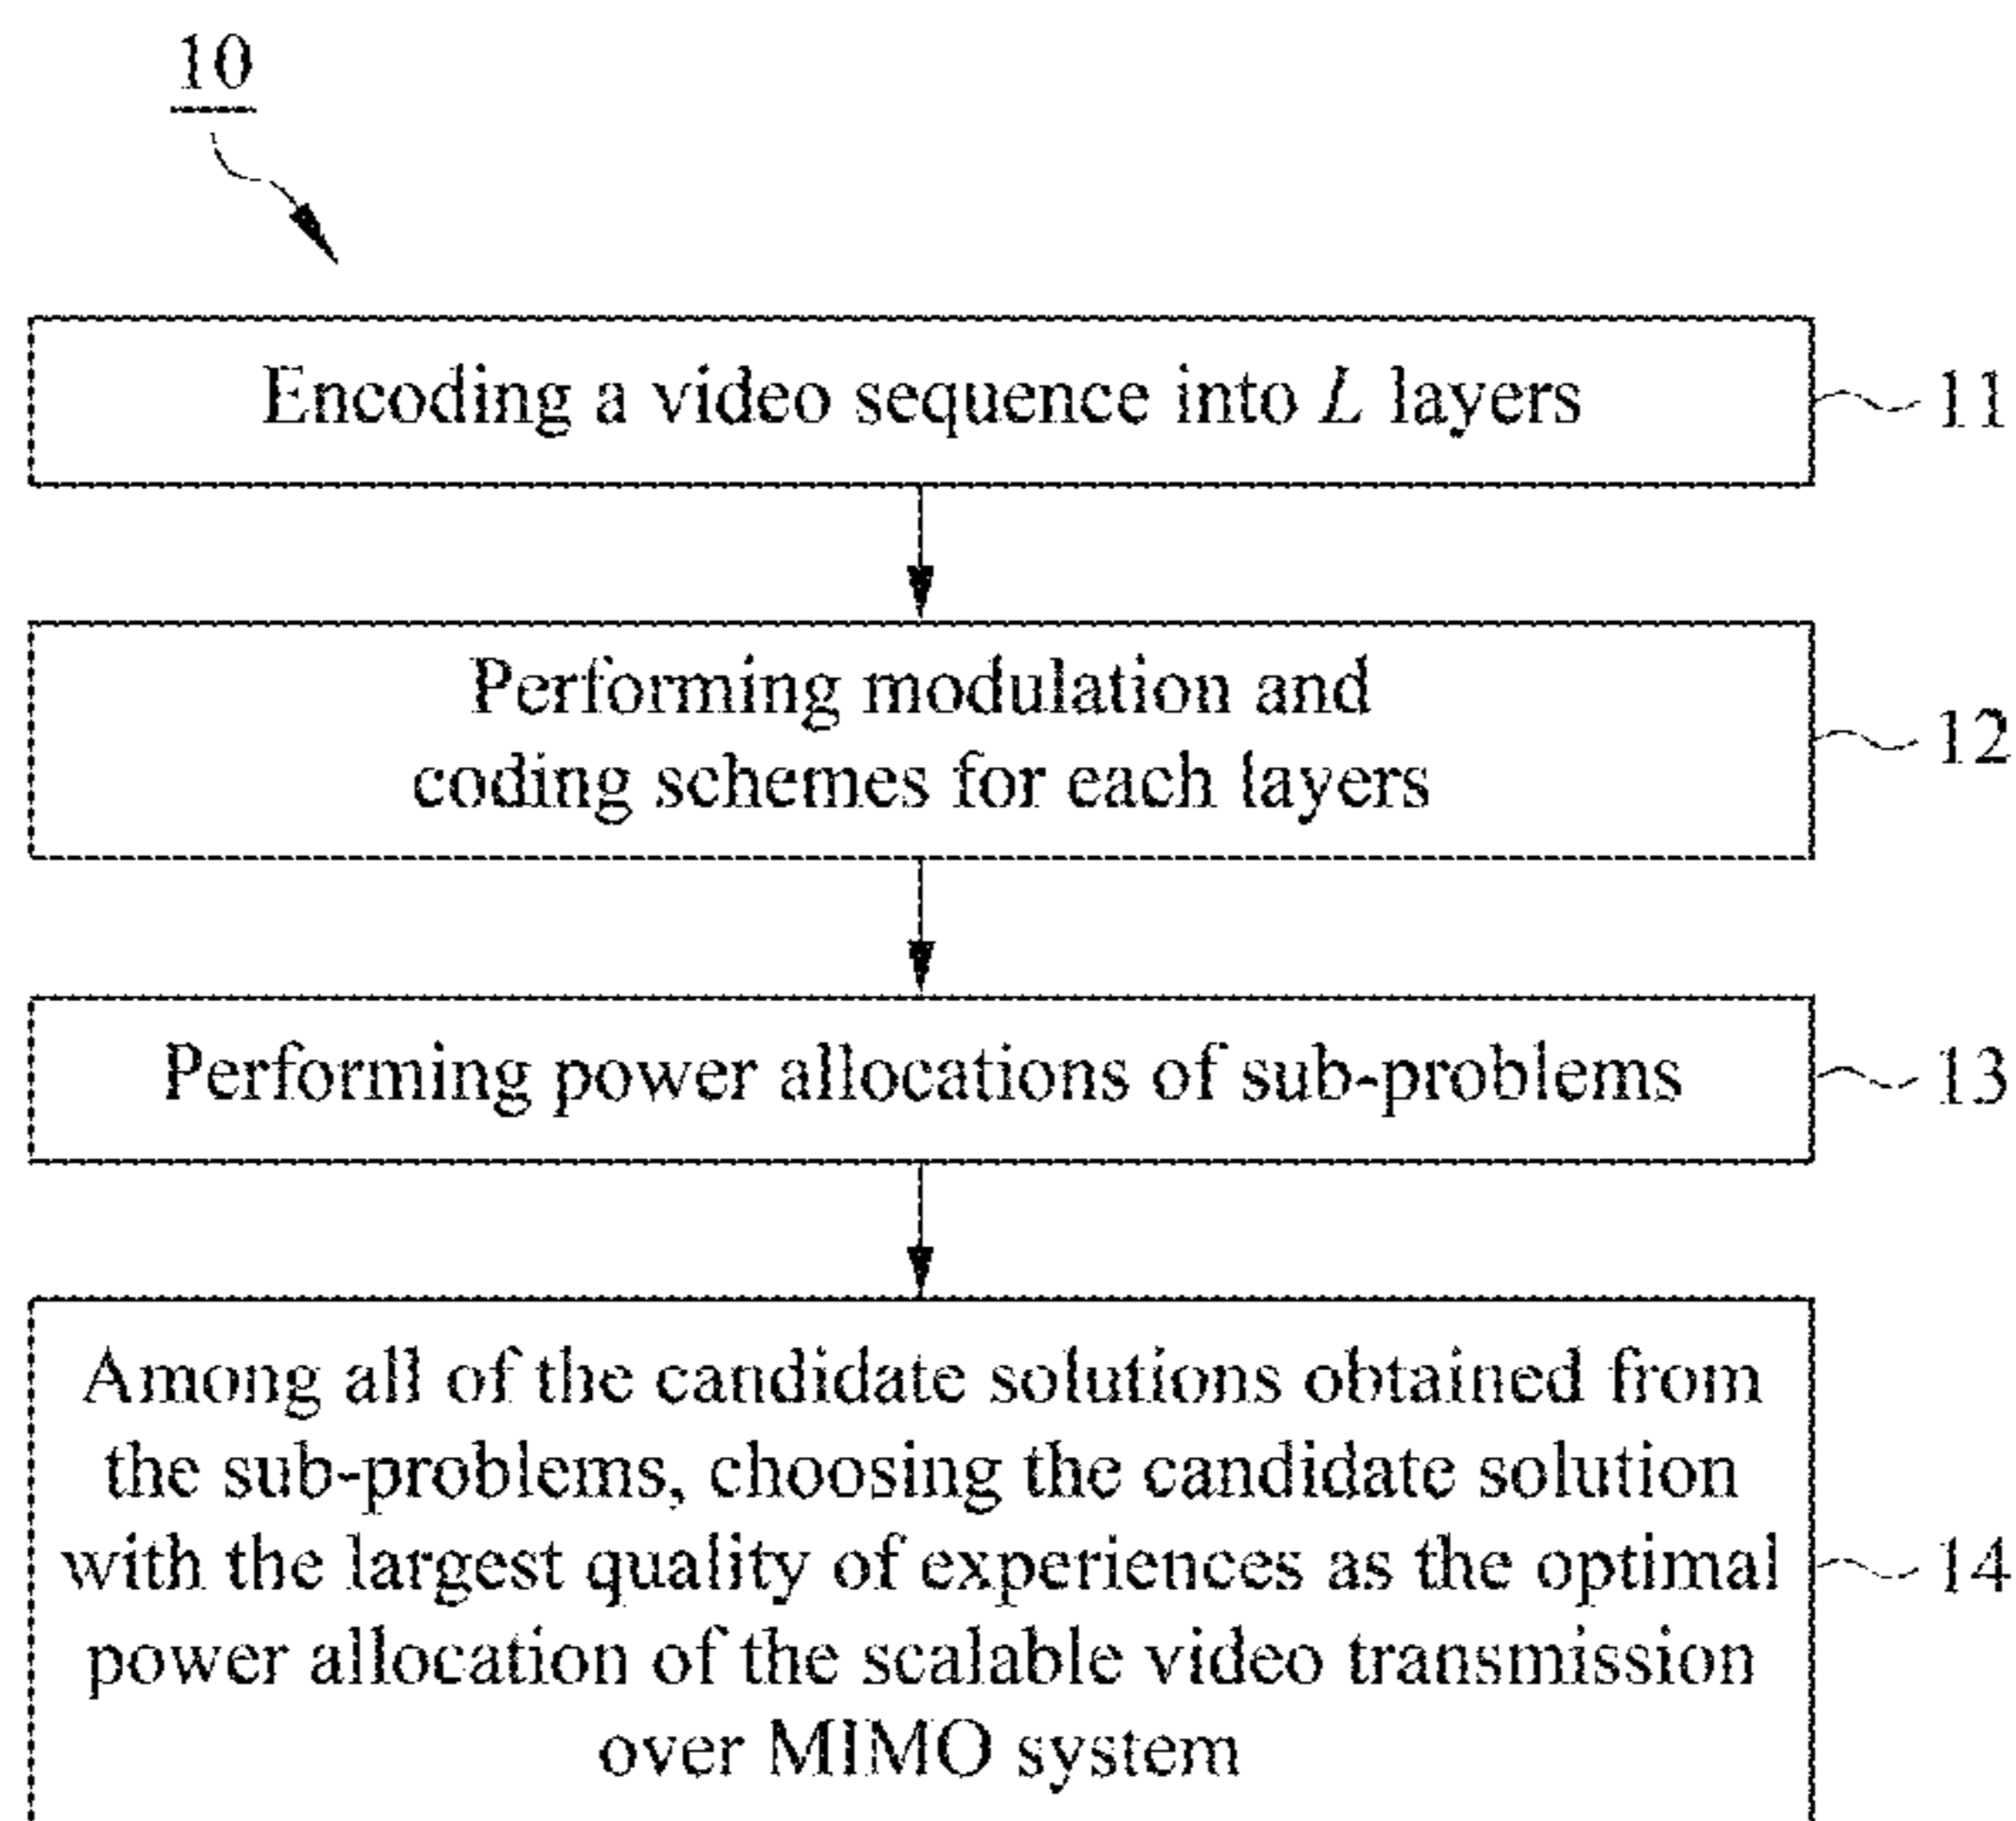 10
Encoding a video sequence into L layers
11
Performing modulation and
coding schemes for each layers
12
Performing power allocations of sub-problems
13
Among all of the candidate solutions obtained from
the sub-problems, choosing the candidate solution
with the largest quality of experiences as the optimal
power allocation of the scalable video transmission
over MIMO system
14